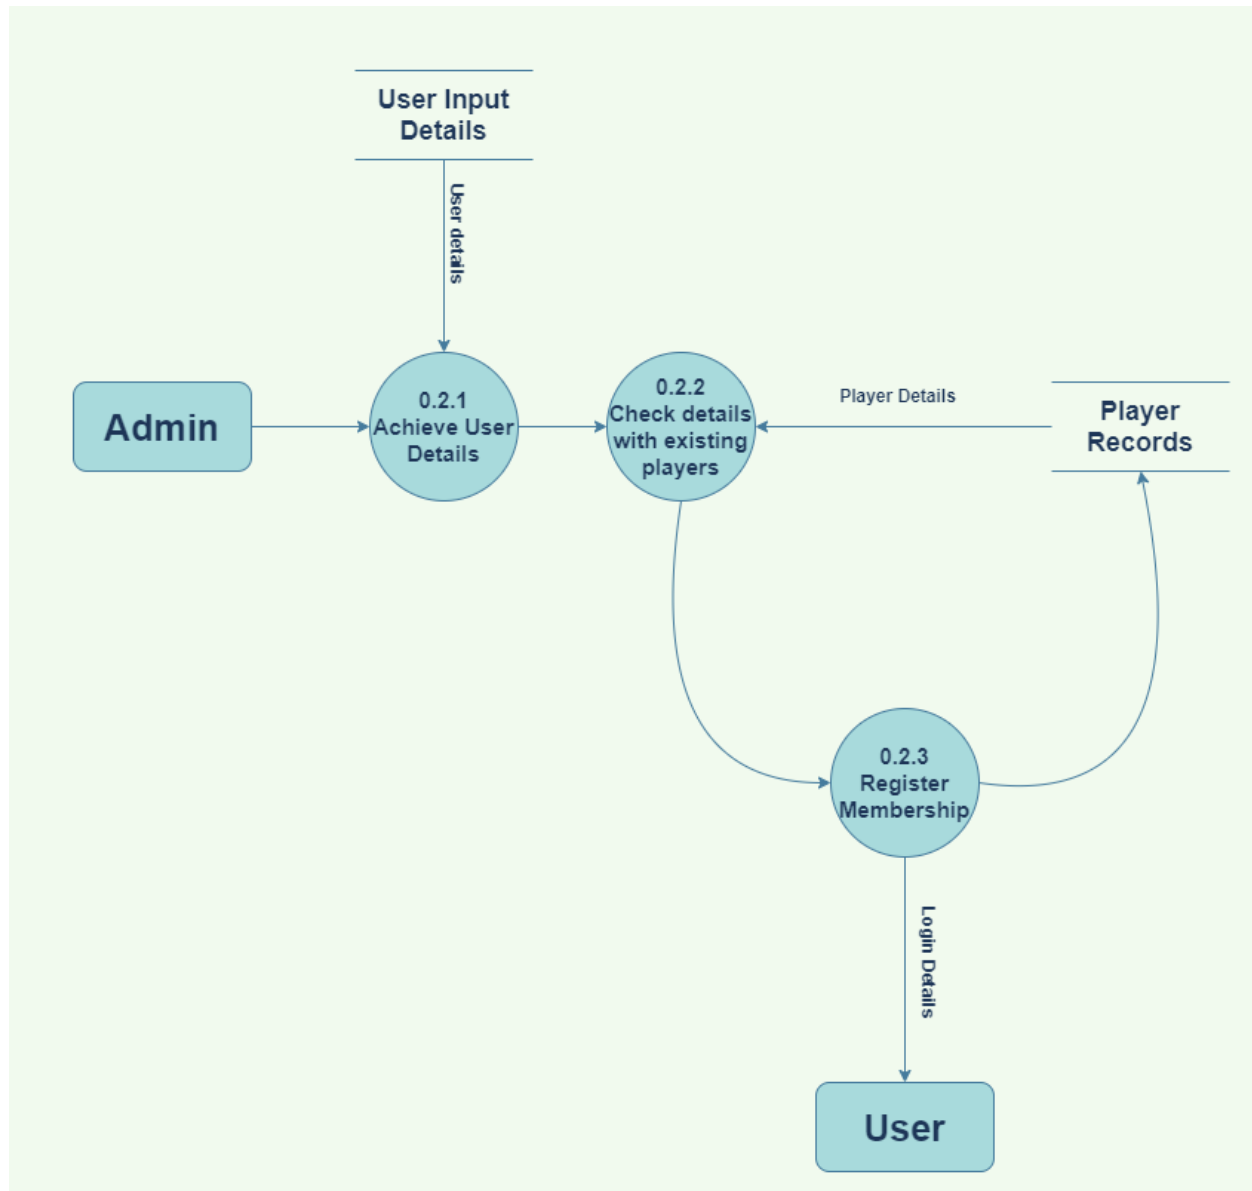 User Input
Details
User details
Admin
0.2.1
Achieve User
Details
0.2.2
Check details
with existing
players
Player Details
Player
Records
0.2.3
Register
Membership
Login Details
User